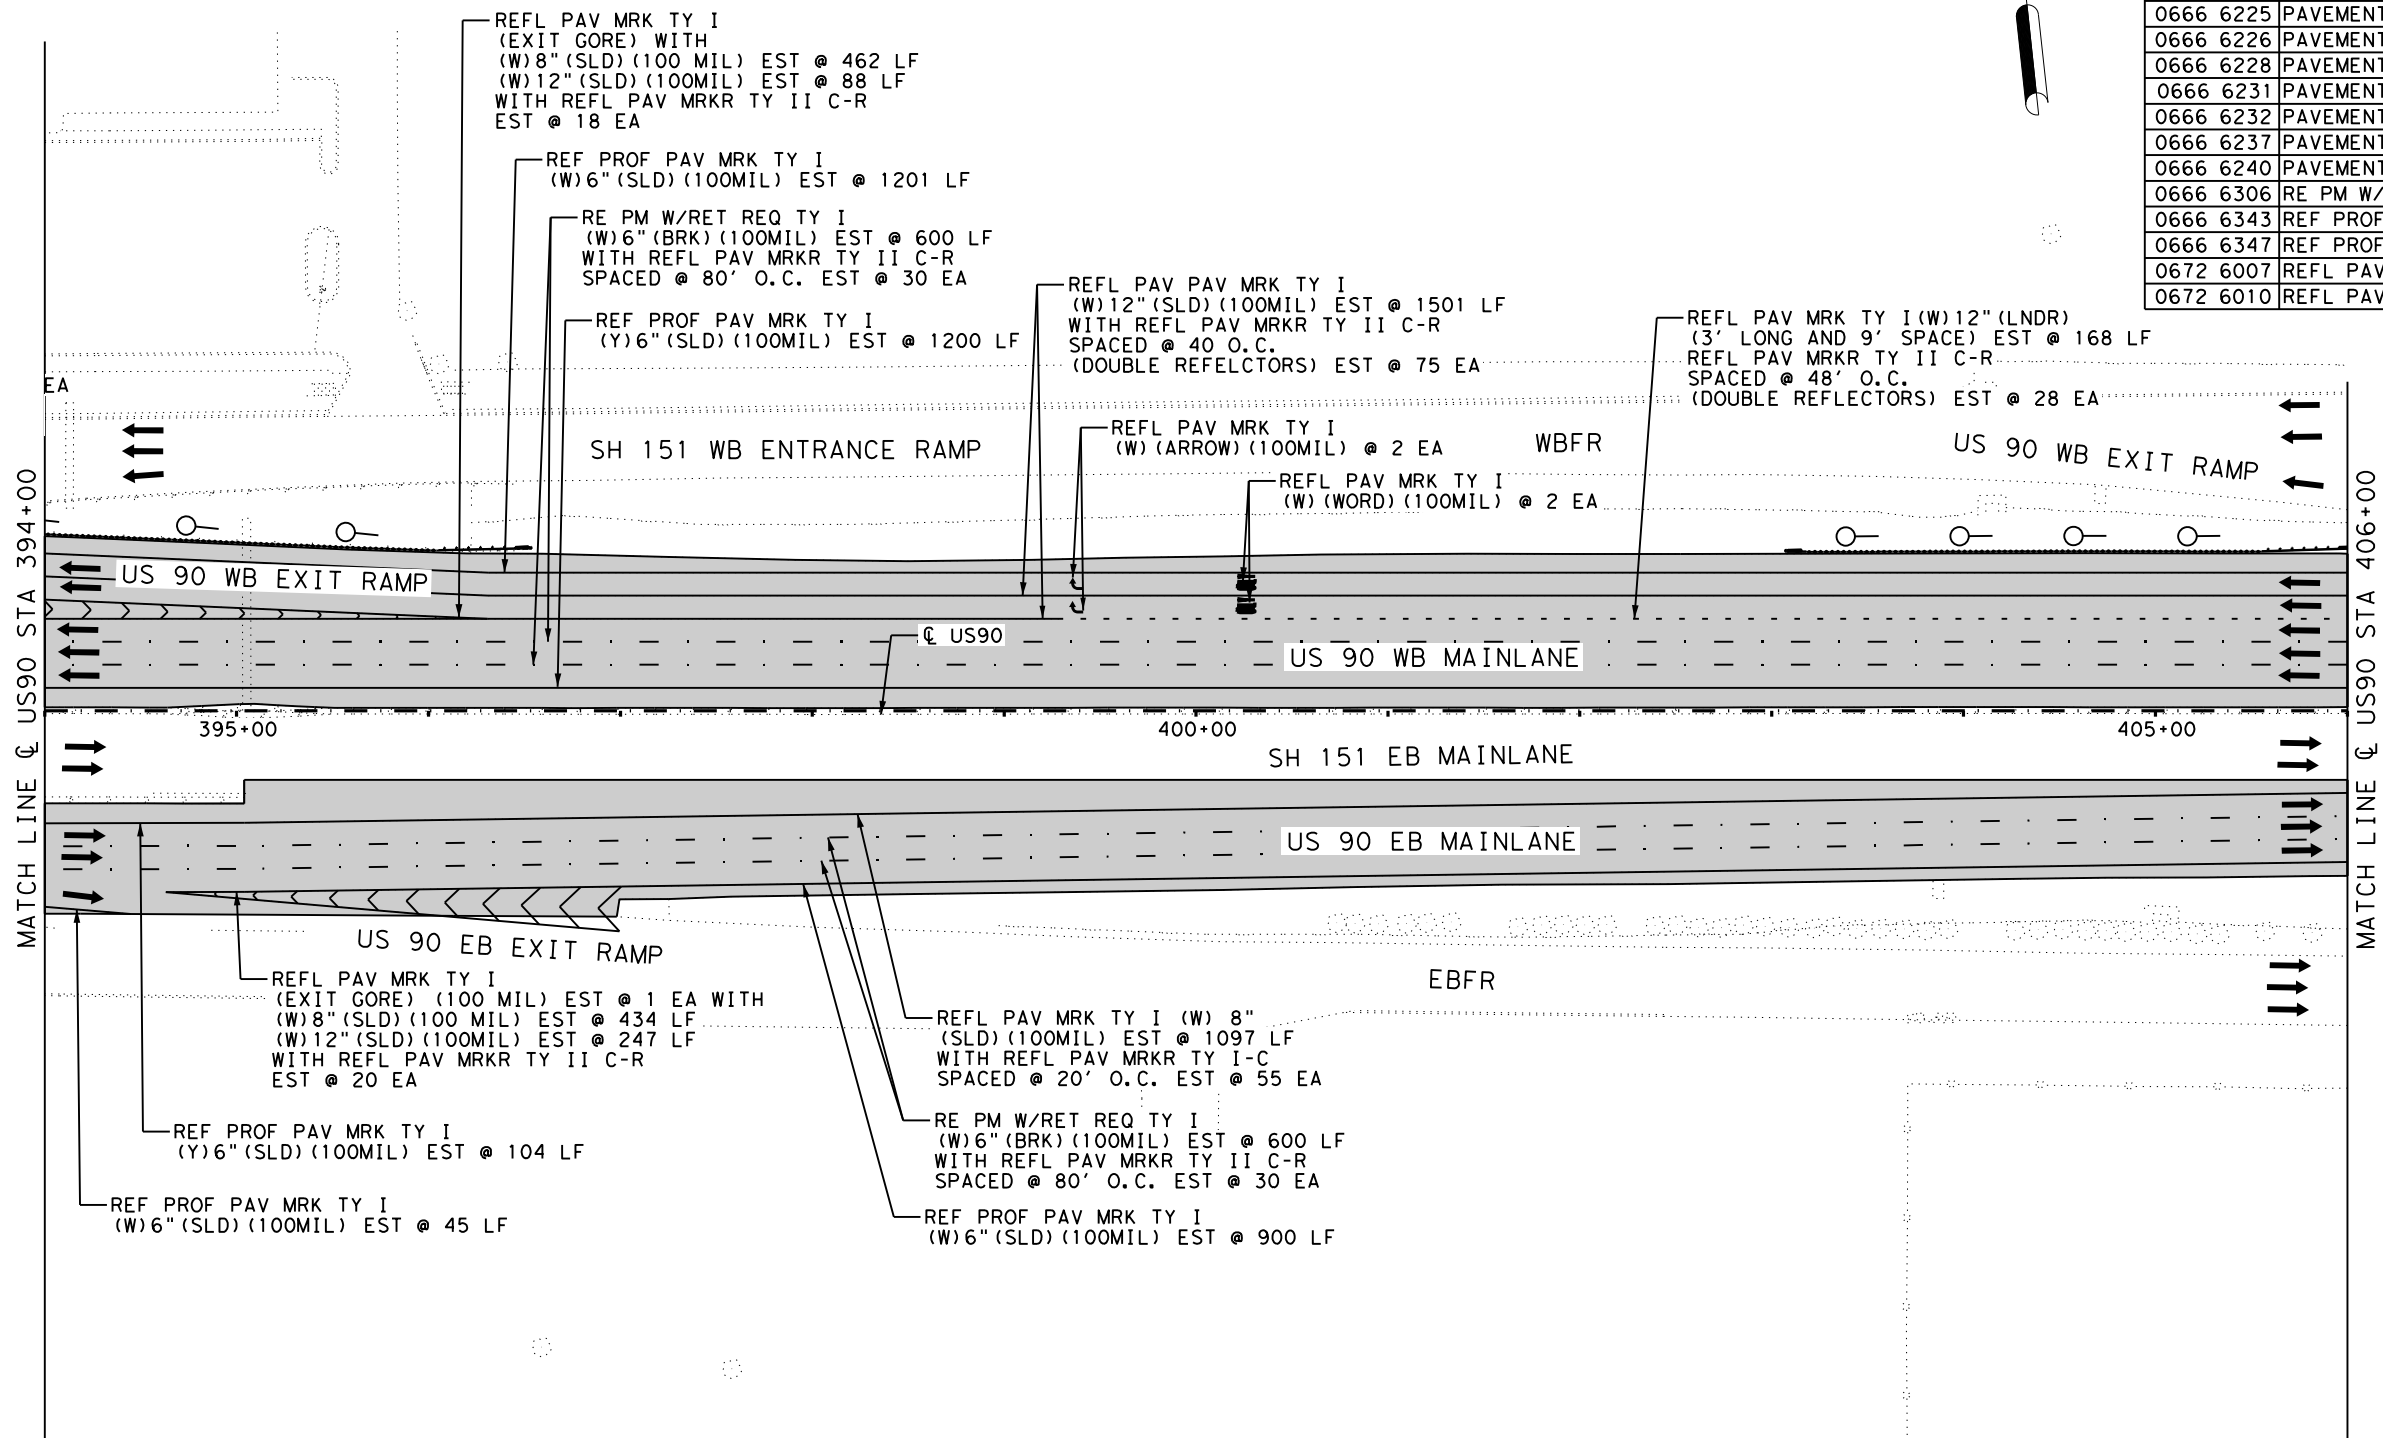 REFL PAV MRK TY I
(EXIT GORE) WITH
(W)8"(SLD)(100 MIL) EST @ 462 LF
(W)12"(SLD)(100MIL) EST @ 88 LF
WITH REFL PAV MRKR TY II C-R
EST @ 18 EA
0666 6225 PAVEMENT
0666 6226 PAVEMENT
0666 6228 PAVEMENT
0666 6231 PAVEMENT
0666 6232 PAVEMENT
0666 6237 PAVEMENT
0666 6240 PAVEMENT
0666 6306 RE PM W/
0666 6343 REF PROF
0666 6347 REF PROF
0672 6007 REFL PAV
0672 6010 REFL PAV
REF PROF PAV MRK TY I
(W)6"(SLD)(100MIL) EST @ 1201 LF
RE PM W/RET REQ TY I
(W)6"(BRK)(100MIL) EST @ 600 LF
WITH REFL PAV MRKR TY II C-R
SPACED @ 80' O.C. EST @ 30 EA
REF PROF PAV MRK TY I
(Y)6"(SLD)(100MIL) EST @ 1200 LF
REFL PAV PAV MRK TY I
(W)12"(SLD)(100MIL) EST @ 1501 LF
WITH REFL PAV MRKR TY II C-R
SPACED @ 40 O.C.
(DOUBLE REFELCTORS) EST @ 75 EA
REFL PAV MRK TY I(W)12"(LNDR)
(3' LONG AND 9' SPACE) EST @ 168 LF
REFL PAV MRKR TY II C-R
SPACED @ 48' O.C.
(DOUBLE REFLECTORS) EST @ 28 EA
EA
SH 151 WB ENTRANCE RAMP
REFL PAV MRK TY I
(W)(ARROW)(100MIL) @ 2 EA
WBFR
US 90 WB EXIT RAMP
REFL PAV MRK TY I
(W)(WORD)(100MIL) @ 2 EA
MATCH LINE ℄ US90 STA 394+00
US 90 WB EXIT RAMP
℄ US90
US 90 WB MAINLANE
395+00
400+00
405+00
MATCH LINE ℄ US90 STA 406+00
SH 151 EB MAINLANE
US 90 EB MAINLANE
US 90 EB EXIT RAMP
EBFR
REFL PAV MRK TY I
(EXIT GORE) (100 MIL) EST @ 1 EA WITH
(W)8"(SLD)(100 MIL) EST @ 434 LF
(W)12"(SLD)(100MIL) EST @ 247 LF
WITH REFL PAV MRKR TY II C-R
EST @ 20 EA
REFL PAV MRK TY I (W) 8"
(SLD)(100MIL) EST @ 1097 LF
WITH REFL PAV MRKR TY I-C
SPACED @ 20' O.C. EST @ 55 EA
REF PROF PAV MRK TY I
(Y)6"(SLD)(100MIL) EST @ 104 LF
RE PM W/RET REQ TY I
(W)6"(BRK)(100MIL) EST @ 600 LF
WITH REFL PAV MRKR TY II C-R
SPACED @ 80' O.C. EST @ 30 EA
REF PROF PAV MRK TY I
(W)6"(SLD)(100MIL) EST @ 45 LF
REF PROF PAV MRK TY I
(W)6"(SLD)(100MIL) EST @ 900 LF